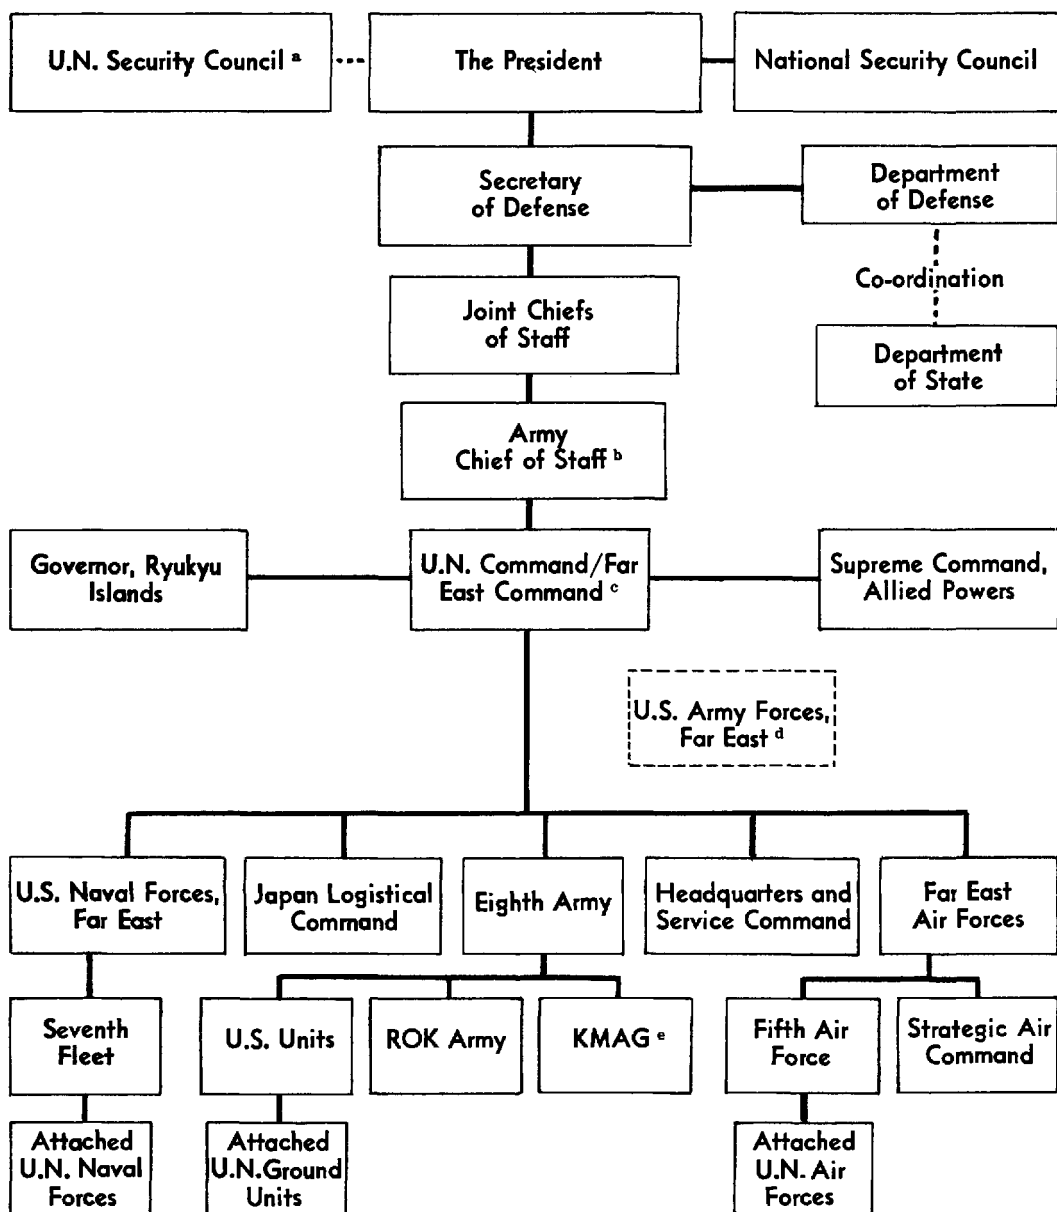 U.N. Security Council a
The President
National Security Council
Secretary
of Defense
Department
of Defense
Co-ordination
Joint Chiefs
of Staff
Department
of State
Army
Chief of Staff b
Governor, Ryukyu
Islands
U.N. Command/Far
East Command c
Supreme Command,
Allied Powers
U.S. Army Forces,
Far East d
U.S. Naval Forces,
Far East
Japan Logistical
Command
Eighth Army
Headquarters and
Service Command
Far East
Air Forces
Seventh
Fleet
U.S. Units
ROK Army
KMAG e
Fifth Air
Force
Strategic Air
Command
Attached
U.N. Naval
Forces
Attached
U.N.Ground
Units
Attached
U.N. Air
Forces